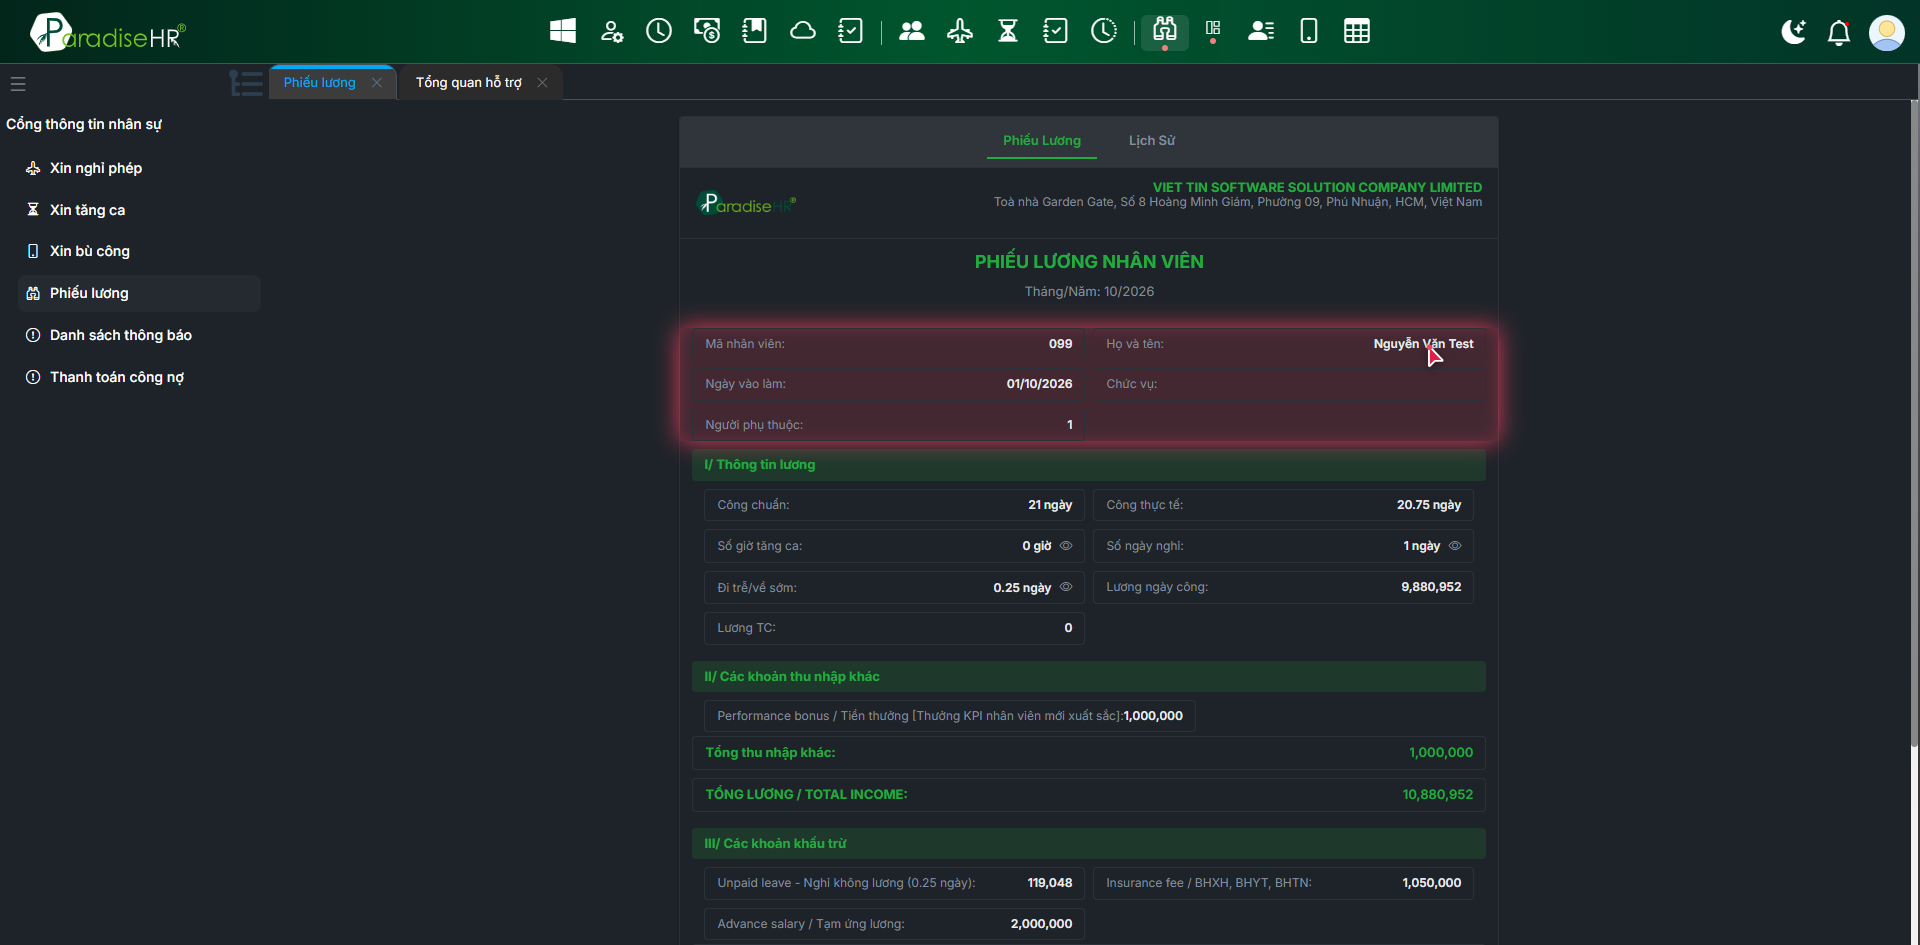 ParadiseHR®
Phiếu lương
Tổng quan hỗ trợ
Cổng thông tin nhân sự
Xin nghỉ phép
Xin tăng ca
Xin bù công
Phiếu lương
Danh sách thông báo
Thanh toán công nợ
Phiếu Lương
Lịch Sử
ParadiseHR®
VIET TIN SOFTWARE SOLUTION COMPANY LIMITED
Toà nhà Garden Gate, Số 8 Hoàng Minh Giám, Phường 09, Phú Nhuận, HCM, Việt Nam
PHIẾU LƯƠNG NHÂN VIÊN
Tháng/Năm: 10/2026
Mã nhân viên: 099
Họ và tên: Nguyễn Văn Test
Ngày vào làm: 01/10/2026
Chức vụ:
Người phụ thuộc: 1
I/ Thông tin lương
Công chuẩn: 21 ngày
Công thực tế: 20.75 ngày
Số giờ tăng ca: 0 giờ
Số ngày nghỉ: 1 ngày
Đi trễ/về sớm: 0.25 ngày
Lương ngày công: 9,880,952
Lương TC: 0
II/ Các khoản thu nhập khác
Performance bonus / Tiền thưởng [Thưởng KPI nhân viên mới xuất sắc]:1,000,000
Tổng thu nhập khác: 1,000,000
TỔNG LƯƠNG / TOTAL INCOME: 10,880,952
III/ Các khoản khấu trừ
Unpaid leave - Nghỉ không lương (0.25 ngày): 119,048
Insurance fee / BHXH, BHYT, BHTN: 1,050,000
Advance salary / Tạm ứng lương: 2,000,000